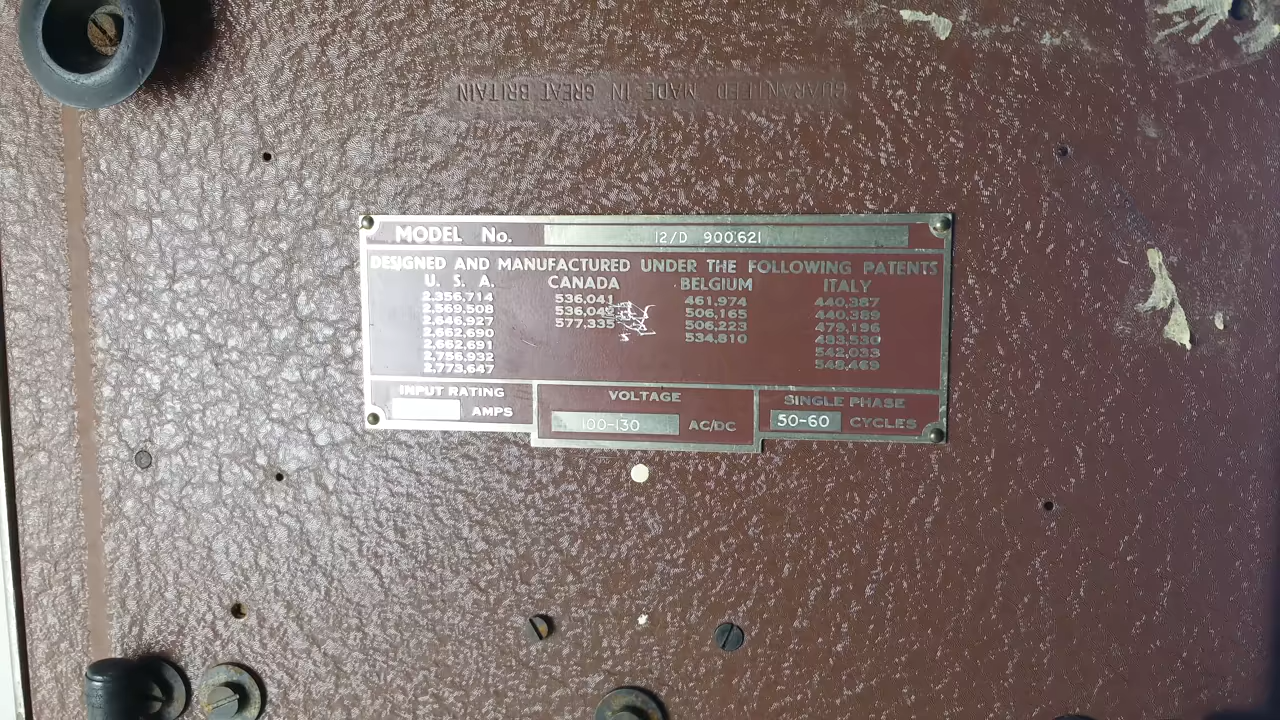 GUARANTEED MADE IN GREAT BRITAIN
MODEL No. 12/D 900621
DESIGNED AND MANUFACTURED UNDER THE FOLLOWING PATENTS
U. S. A. CANADA BELGIUM ITALY
2,356,714 536,041 461,974 440,387
2,569,508 506,165 440,389
2,646,927 577,335 506,223 479,196
2,662,690 534,810 483,530
2,662,691 542,033
2,756,932 548,469
2,773,647
INPUT RATING VOLTAGE SINGLE PHASE
AMPS 100-130 AC/DC 50-60 CYCLES